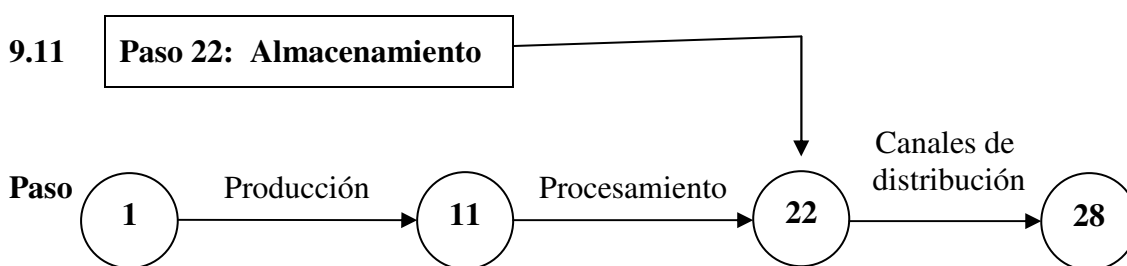 9.11 Paso 22: Almacenamiento
Canales de
Paso Producción Procesamiento distribución
1 11 22 28